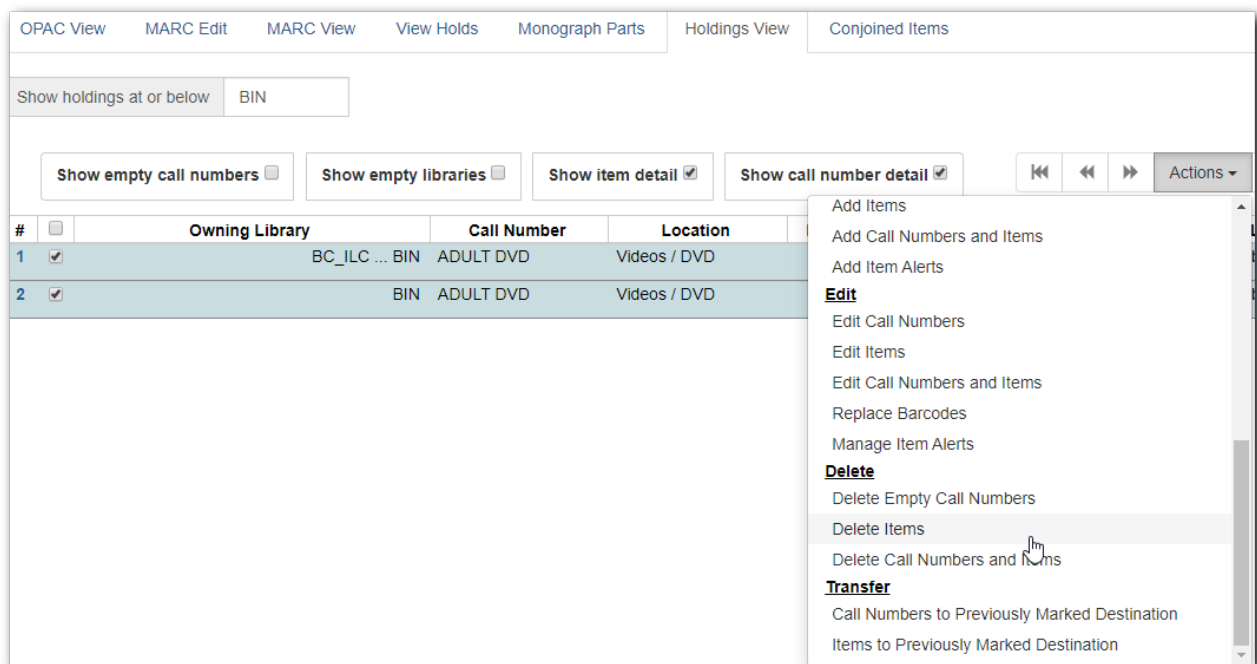 OPAC View MARC Edit MARC View View Holds Monograph Parts Holdings View Conjoined Items
Show holdings at or below BIN
Show empty call numbers Show empty libraries Show item detail Show call number detail Actions
# Owning Library Call Number Location
1 BC_ILC ... BIN ADULT DVD Videos / DVD
2 BIN ADULT DVD Videos / DVD
Add Items
Add Call Numbers and Items
Add Item Alerts
Edit
Edit Call Numbers
Edit Items
Edit Call Numbers and Items
Replace Barcodes
Manage Item Alerts
Delete
Delete Empty Call Numbers
Delete Items
Delete Call Numbers and Items
Transfer
Call Numbers to Previously Marked Destination
Items to Previously Marked Destination